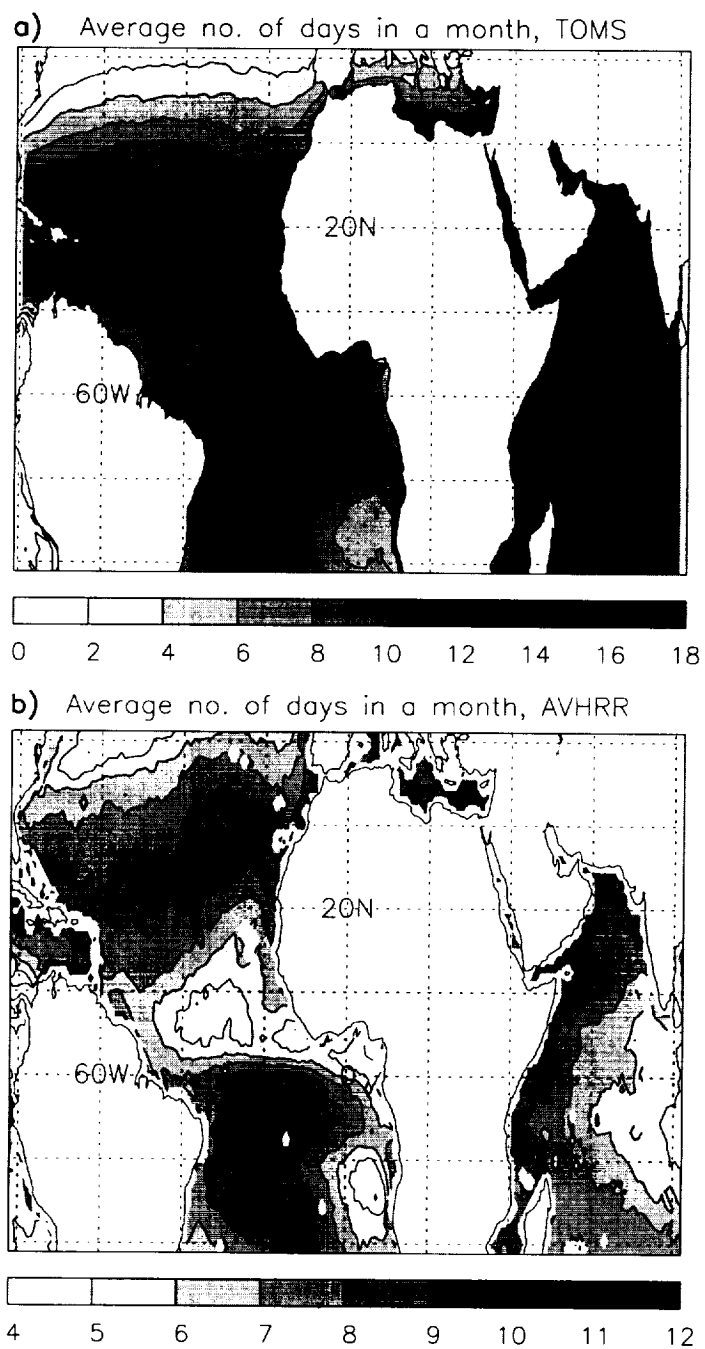 a) Average no. of days in a month, TOMS
20N
60W
0 2 4 6 8 10 12 14 16 18
b) Average no. of days in a month, AVHRR
20N
60W
4 5 6 7 8 9 10 11 12